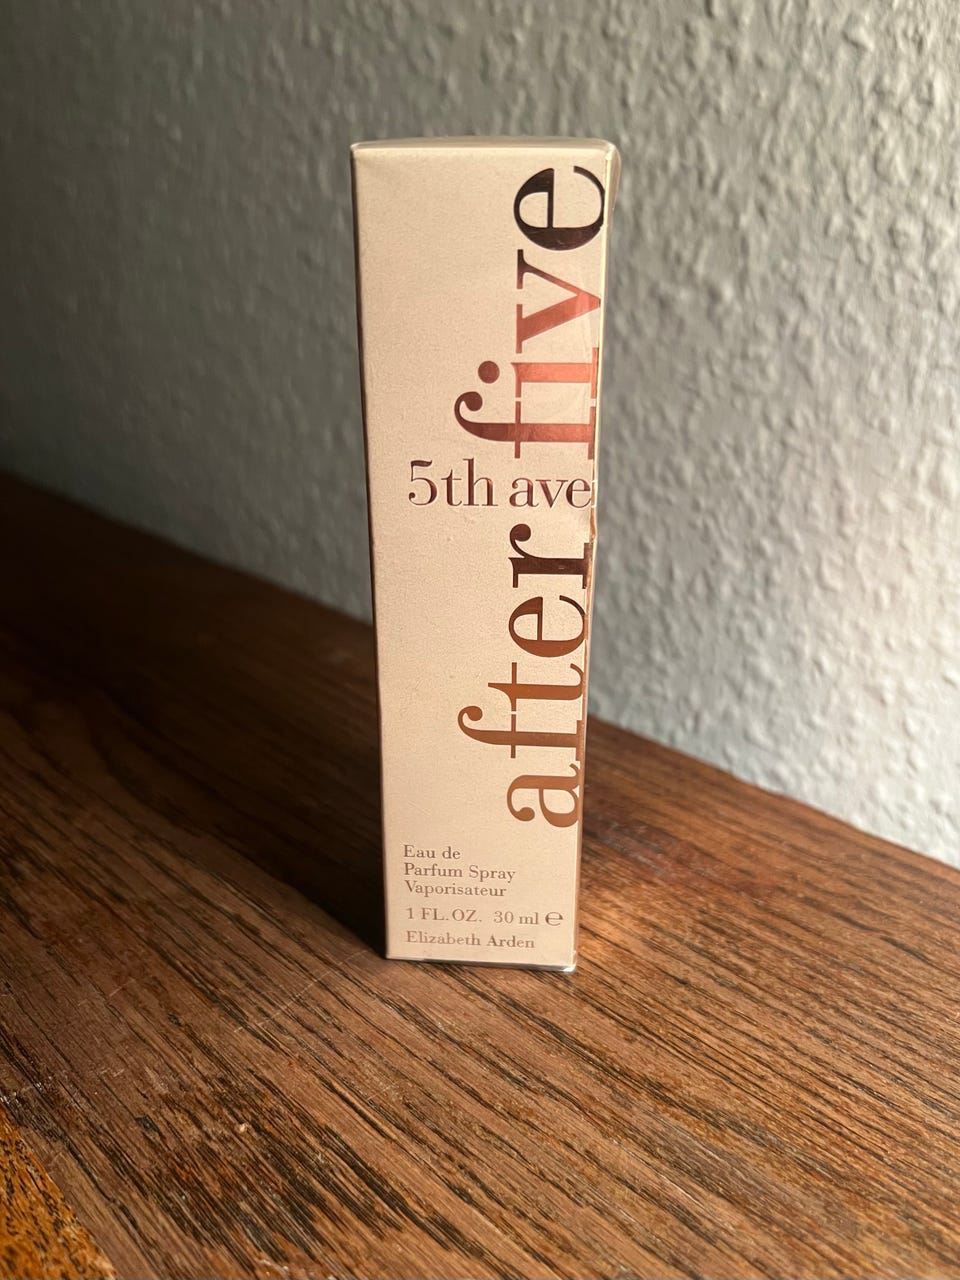 after five
5th ave
Eau de
Parfum Spray
Vaporisateur
1 FL. OZ. 30 ml ℮
Elizabeth Arden